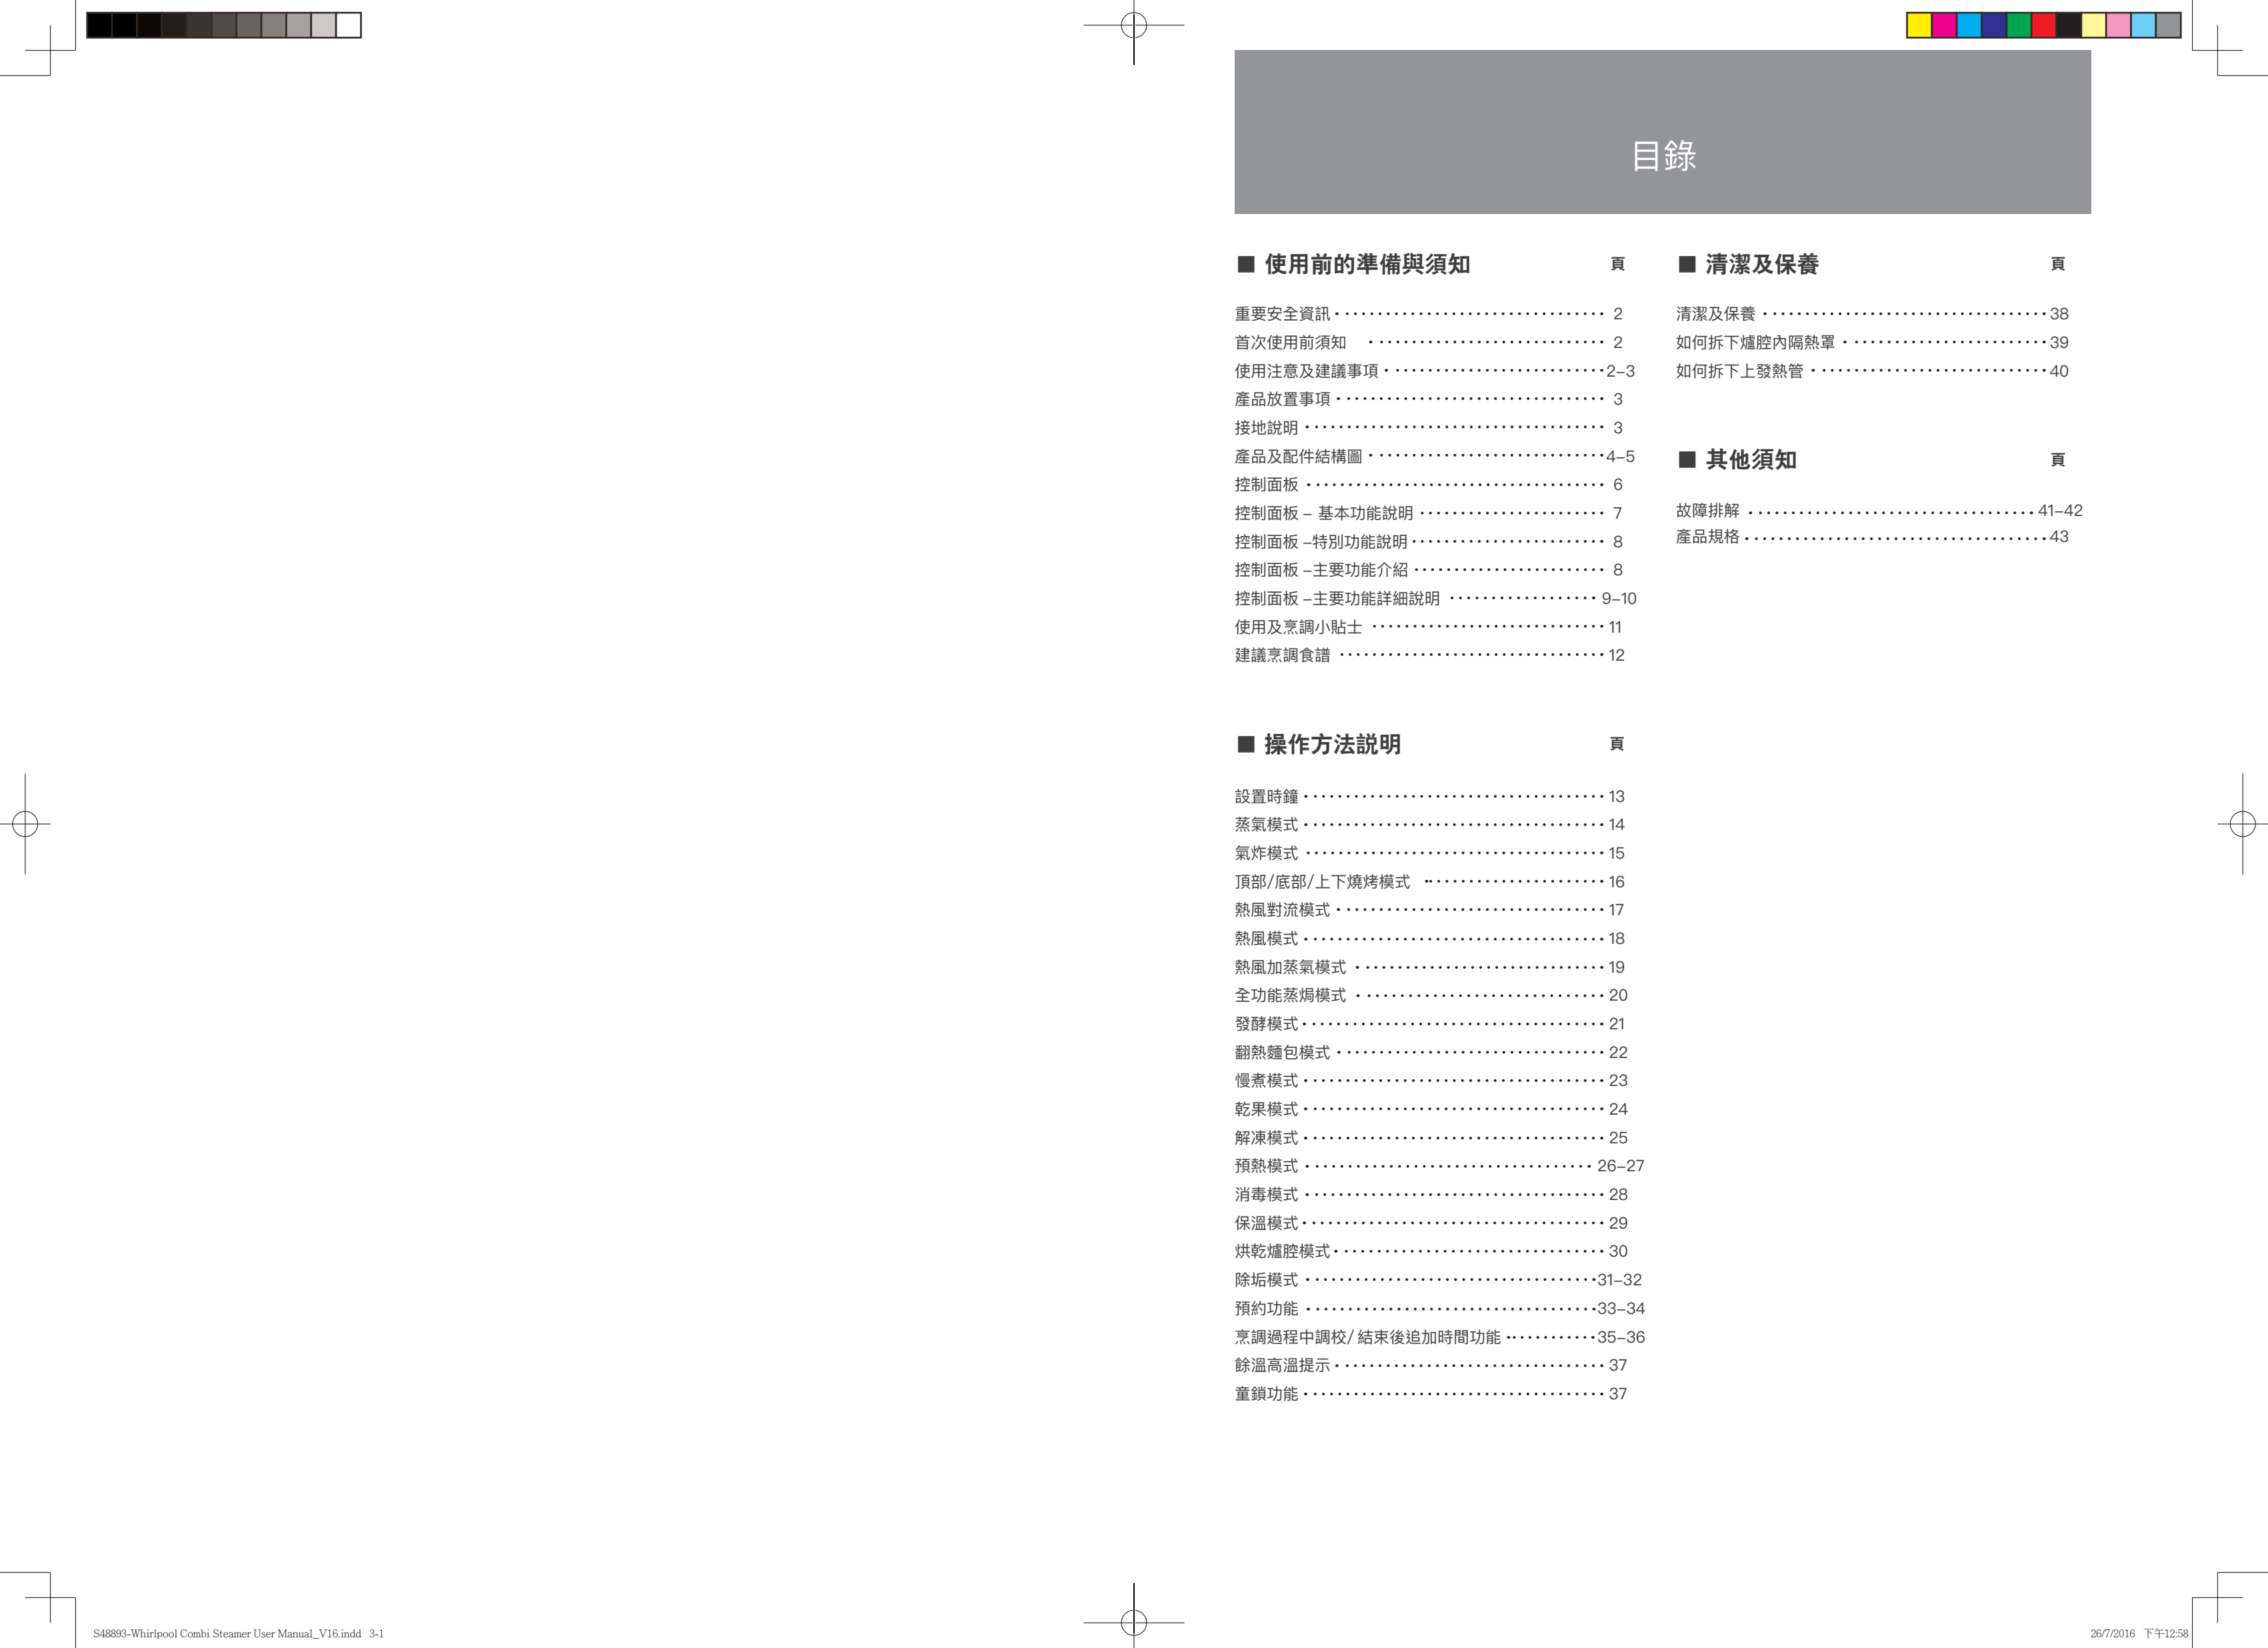 目錄
■ 使用前的準備與須知 頁
重要安全資訊 2
首次使用前須知 2
使用注意及建議事項 2–3
產品放置事項 3
接地說明 3
產品及配件結構圖 4–5
控制面板 6
控制面板 – 基本功能說明 7
控制面板 –特別功能說明 8
控制面板 –主要功能介紹 8
控制面板 –主要功能詳細說明 9–10
使用及烹調小貼士 11
建議烹調食譜 12
■ 操作方法説明 頁
設置時鐘 13
蒸氣模式 14
氣炸模式 15
頂部/底部/上下燒烤模式 16
熱風對流模式 17
熱風模式 18
熱風加蒸氣模式 19
全功能蒸焗模式 20
發酵模式 21
翻熱麵包模式 22
慢煮模式 23
乾果模式 24
解凍模式 25
預熱模式 26–27
消毒模式 28
保溫模式 29
烘乾爐腔模式 30
除垢模式 31–32
預約功能 33–34
烹調過程中調校/ 結束後追加時間功能 35–36
餘溫高溫提示 37
童鎖功能 37
■ 清潔及保養 頁
清潔及保養 38
如何拆下爐腔內隔熱罩 39
如何拆下上發熱管 40
■ 其他須知 頁
故障排解 41–42
產品規格 43
S48893-Whirlpool Combi Steamer User Manual_V16.indd 3-1
26/7/2016 下午12:58